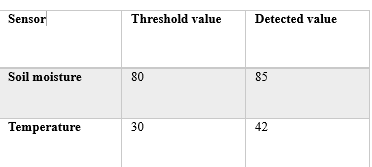 Sensor Threshold value Detected value
Soil moisture 80 85
Temperature 30 42